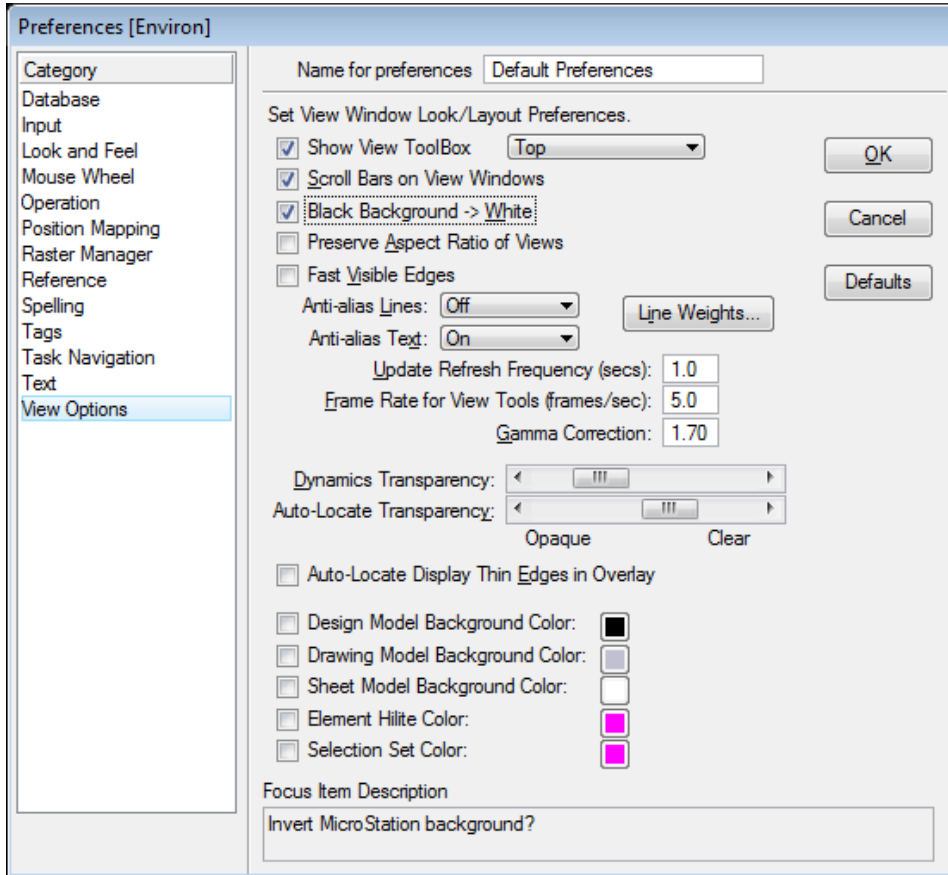 Preferences [Environ]
Category
Database
Input
Look and Feel
Mouse Wheel
Operation
Position Mapping
Raster Manager
Reference
Spelling
Tags
Task Navigation
Text
View Options
Name for preferences Default Preferences
Set View Window Look/Layout Preferences.
Show View ToolBox Top
Scroll Bars on View Windows
Black Background -> White
Preserve Aspect Ratio of Views
Fast Visible Edges
Anti-alias Lines: Off
Line Weights...
Anti-alias Text: On
Update Refresh Frequency (secs): 1.0
Frame Rate for View Tools (frames/sec): 5.0
Gamma Correction: 1.70
Dynamics Transparency:
Auto-Locate Transparency:
Opaque Clear
Auto-Locate Display Thin Edges in Overlay
Design Model Background Color:
Drawing Model Background Color:
Sheet Model Background Color:
Element Hilite Color:
Selection Set Color:
Focus Item Description
Invert MicroStation background?
OK
Cancel
Defaults